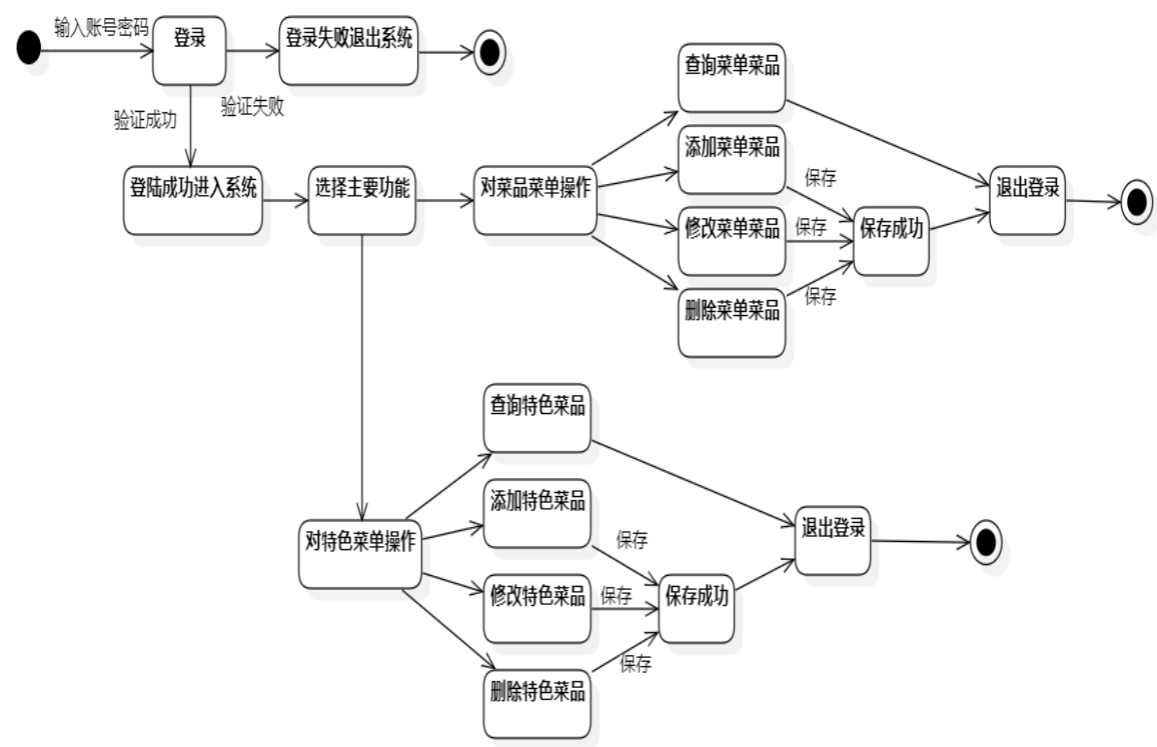 输入账号密码
登录
登录失败退出系统
验证成功
验证失败
登陆成功进入系统
选择主要功能
对菜品菜单操作
查询菜单菜品
添加菜单菜品
修改菜单菜品
删除菜单菜品
保存
保存
保存
保存成功
退出登录
对特色菜单操作
查询特色菜品
添加特色菜品
修改特色菜品
删除特色菜品
保存
保存
保存
保存成功
退出登录